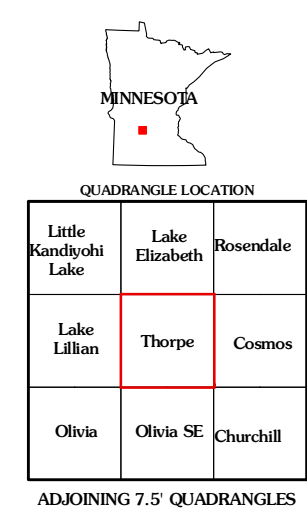 MINNESOTA
QUADRANGLE LOCATION
Little
Kandiyohi
Lake
Lake
Elizabeth
Rosendale
Lake
Lillian
Thorpe
Cosmos
Olivia
Olivia SE
Churchill
ADJOINING 7.5' QUADRANGLES